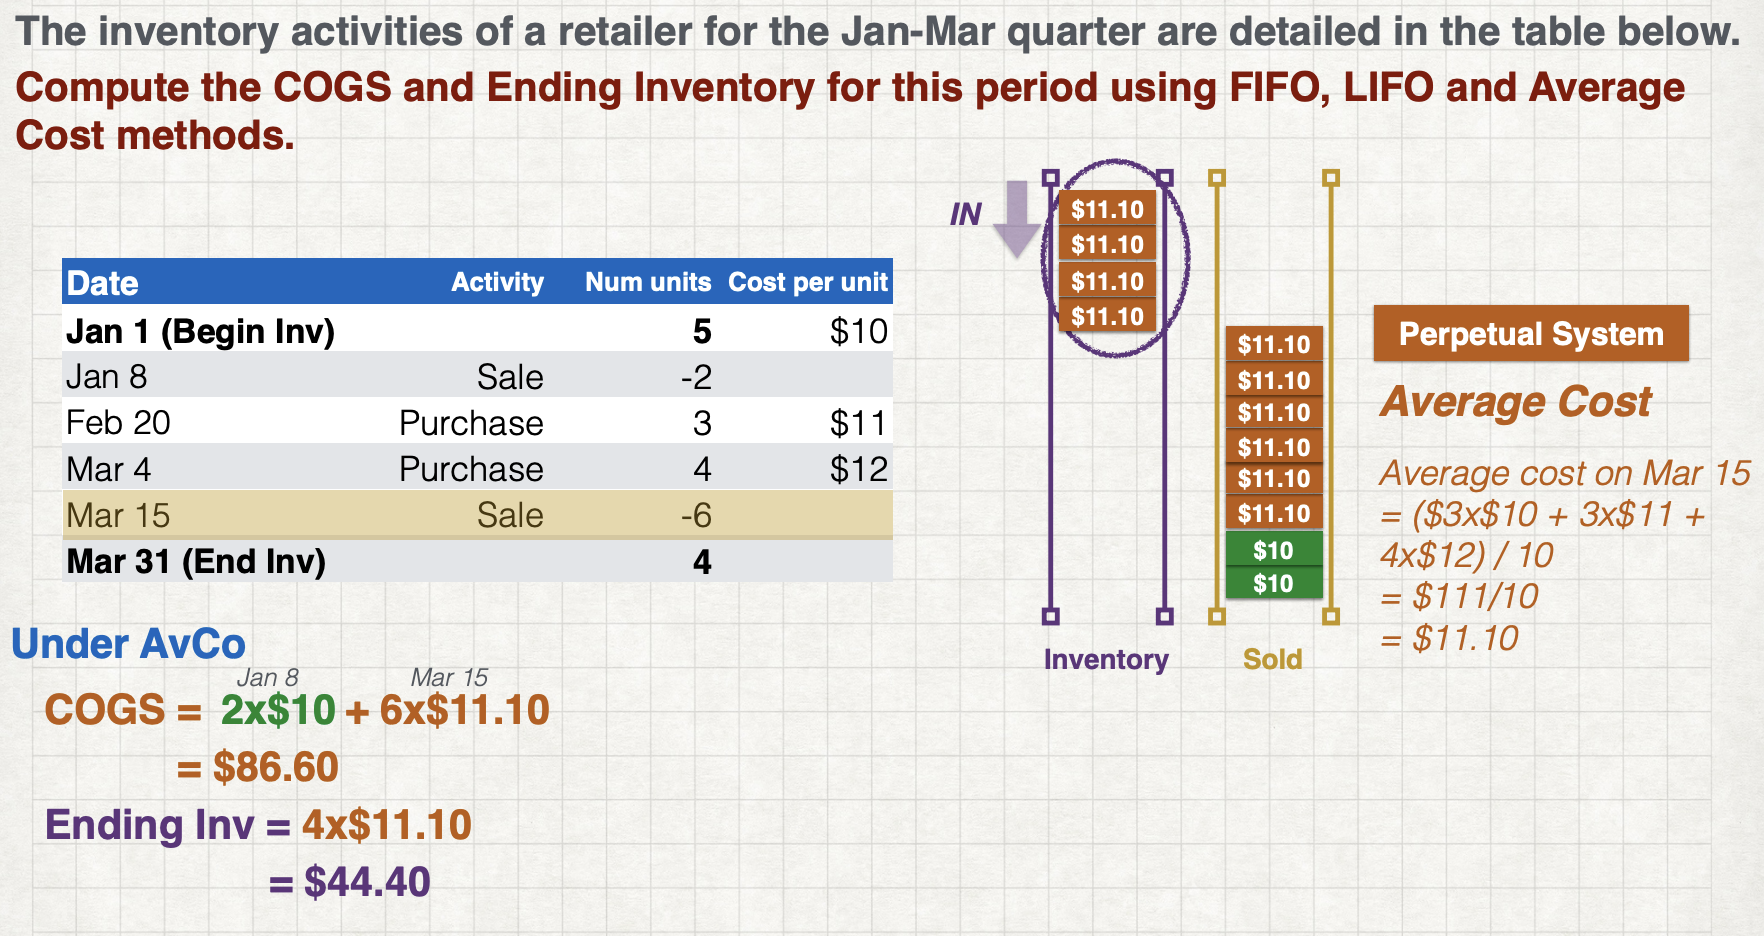 The inventory activities of a retailer for the Jan-Mar quarter are detailed in the table below.
Compute the COGS and Ending Inventory for this period using FIFO, LIFO and Average
Cost methods.
Date Activity Num units Cost per unit
Jan 1 (Begin Inv) 5 $10
Jan 8 Sale -2
Feb 20 Purchase 3 $11
Mar 4 Purchase 4 $12
Mar 15 Sale -6
Mar 31 (End Inv) 4
Under AvCo
Jan 8 Mar 15
COGS = 2x$10 + 6x$11.10
= $86.60
Ending Inv = 4x$11.10
= $44.40
IN
$11.10
$11.10
$11.10
$11.10
Inventory
$11.10
$11.10
$11.10
$11.10
$11.10
$11.10
$10
$10
Sold
Perpetual System
Average Cost
Average cost on Mar 15
= ($3x$10 + 3x$11 +
4x$12) / 10
= $111/10
= $11.10